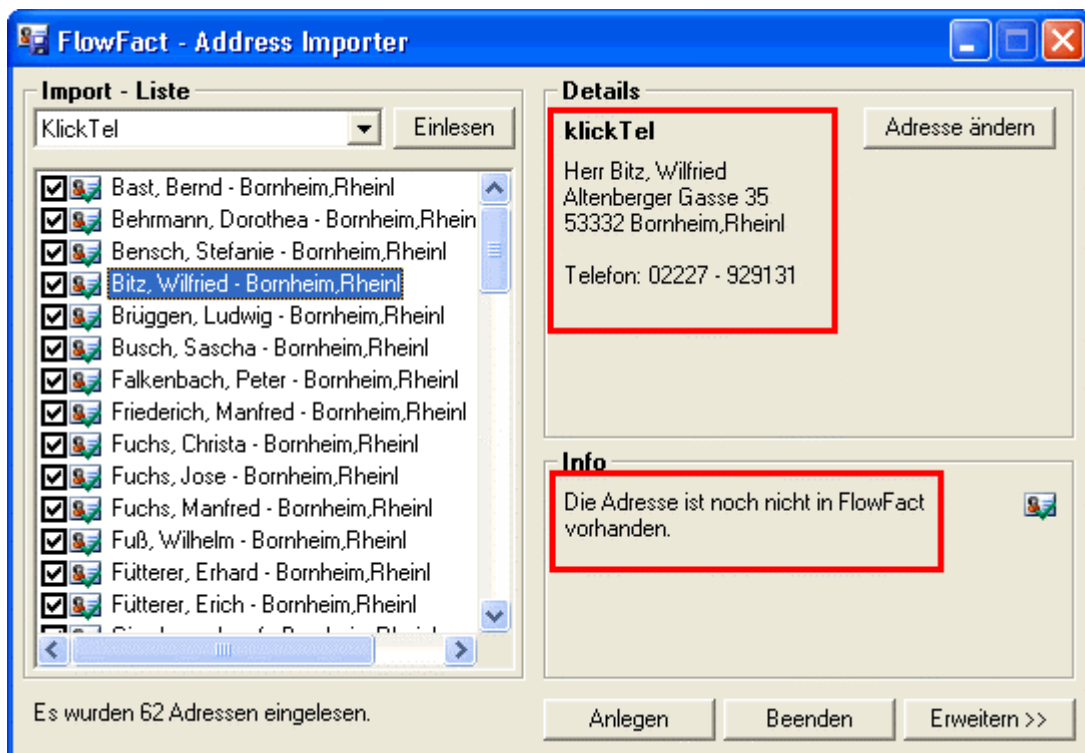 FlowFact - Address Importer
Import - Liste
KlickTel
Einlesen
Bast, Bernd - Bornheim,Rheinl
Behrmann, Dorothea - Bornheim,Rhein
Bensch, Stefanie - Bornheim,Rheinl
Bitz, Wilfried - Bornheim,Rheinl
Brüggen, Ludwig - Bornheim,Rheinl
Busch, Sascha - Bornheim,Rheinl
Falkenbach, Peter - Bornheim,Rheinl
Friederich, Manfred - Bornheim,Rheinl
Fuchs, Christa - Bornheim,Rheinl
Fuchs, Jose - Bornheim,Rheinl
Fuchs, Manfred - Bornheim,Rheinl
Fuß, Wilhelm - Bornheim,Rheinl
Fütterer, Erhard - Bornheim,Rheinl
Fütterer, Erich - Bornheim,Rheinl
Es wurden 62 Adressen eingelesen.
Details
klickTel
Adresse ändern
Herr Bitz, Wilfried
Altenberger Gasse 35
53332 Bornheim,Rheinl
Telefon: 02227 - 929131
Info
Die Adresse ist noch nicht in FlowFact
vorhanden.
Anlegen
Beenden
Erweitern >>